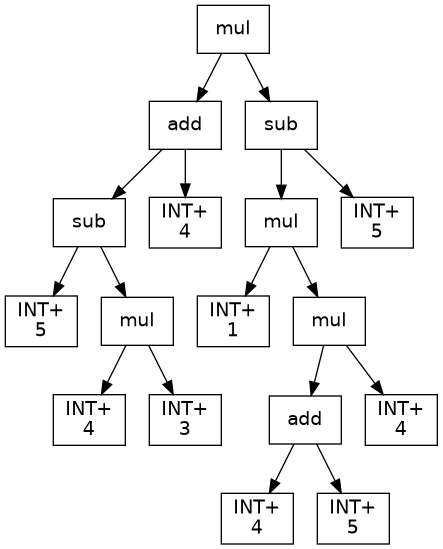 mul
add
sub
sub
INT+
4
mul
INT+
5
INT+
5
mul
INT+
1
mul
INT+
4
INT+
3
add
INT+
4
INT+
4
INT+
5